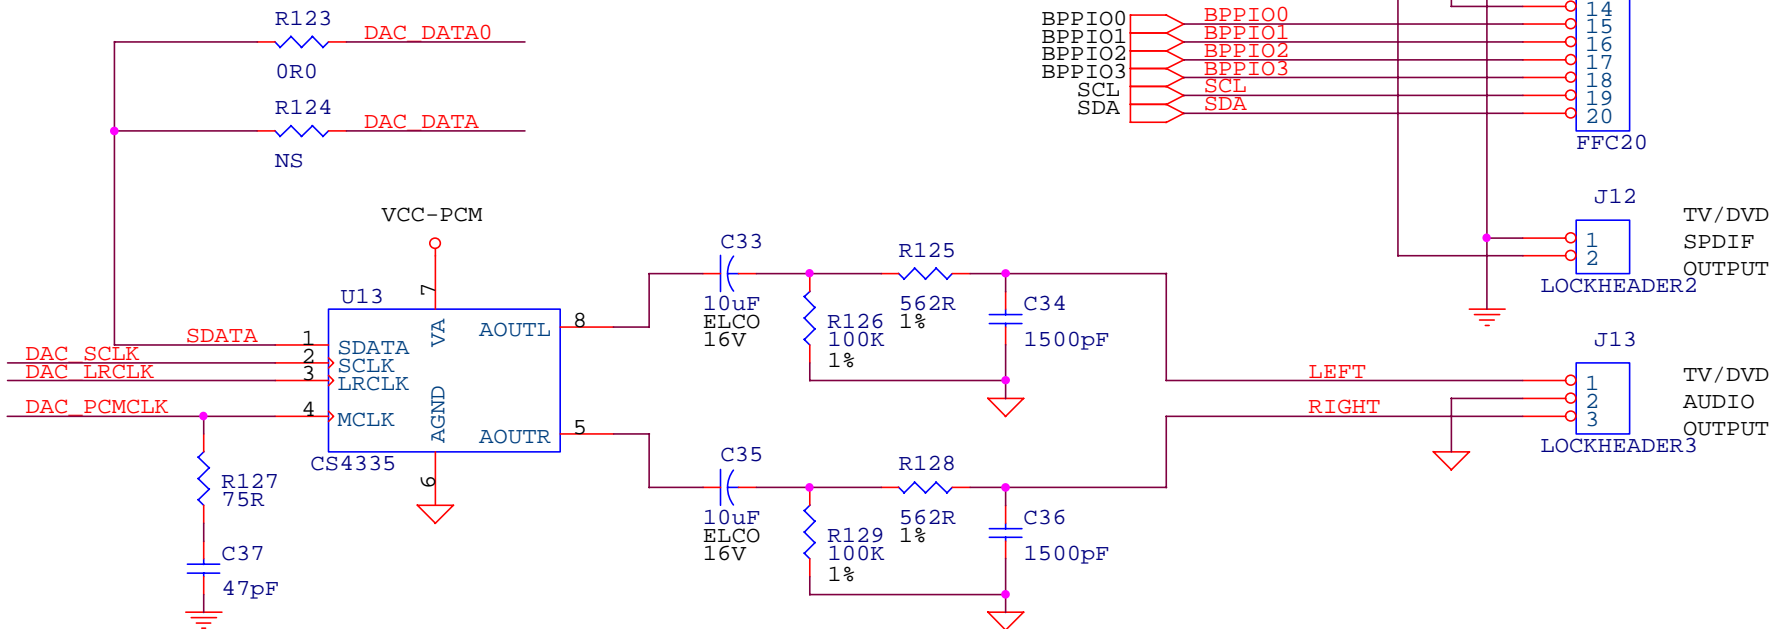 R123
DAC_DATA0
0R0
R124
DAC_DATA
NS
BPPIO0
BPPIO1
BPPIO2
BPPIO3
SCL
SDA
BPPIO0
BPPIO1
BPPIO2
BPPIO3
SCL
SDA
14
15
16
17
18
19
20
FFC20
J12
1
2
LOCKHEADER2
TV/DVD
SPDIF
OUTPUT
VCC-PCM
7
U13
VA
AOUTL
8
SDATA
1
SDATA
DAC_SCLK
2
SCLK
DAC_LRCLK
3
LRCLK
DAC_PCMCLK
4
MCLK
AGND
AOUTR
5
CS4335
6
R127
75R
C37
47pF
C33
10uF
ELCO
16V
R126
100K
1%
R125
562R
1%
C34
1500pF
C35
10uF
ELCO
16V
R129
100K
1%
R128
562R
1%
C36
1500pF
LEFT
RIGHT
J13
1
2
3
LOCKHEADER3
TV/DVD
AUDIO
OUTPUT